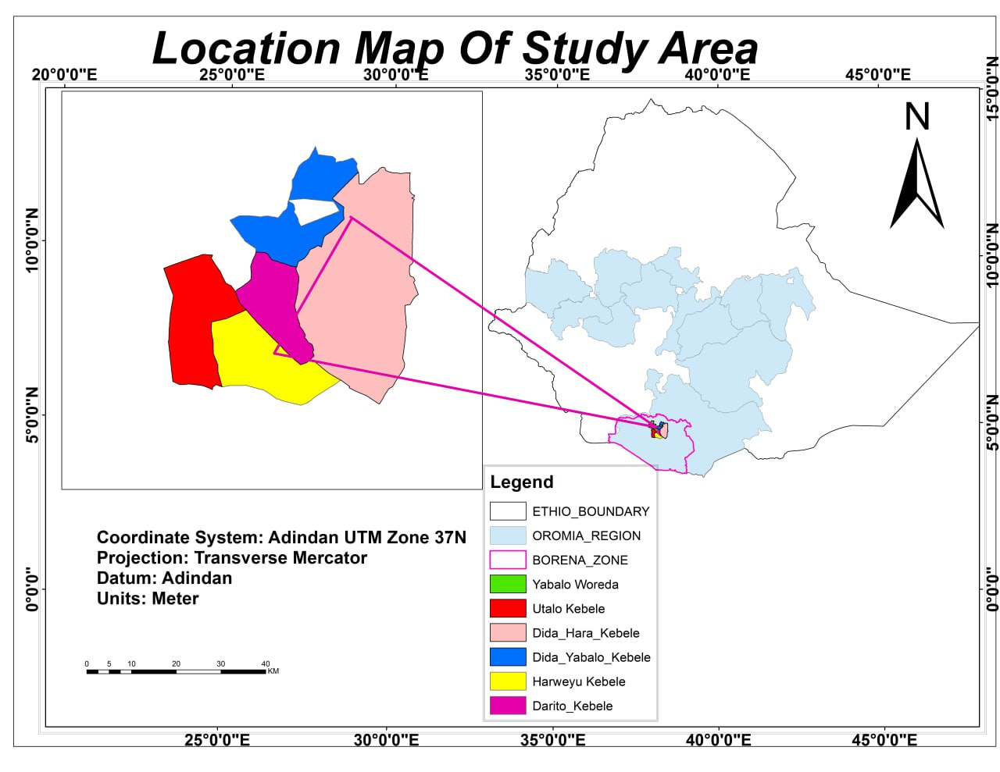 Location Map Of Study Area
20°0'0"E 25°0'0"E 30°0'0"E 35°0'0"E 40°0'0"E 45°0'0"E
15°0'0"N
N
10°0'0"N
10°0'0"N
5°0'0"N
5°0'0"N
0°0'0"
0°0'0"
Coordinate System: Adindan UTM Zone 37N
Projection: Transverse Mercator
Datum: Adindan
Units: Meter
0 5 10 20 30 40
KM
Legend
ETHIO_BOUNDARY
OROMIA_REGION
BORENA_ZONE
Yabalo Woreda
Utalo Kebele
Dida_Hara_Kebele
Dida_Yabalo_Kebele
Harweyu Kebele
Darito_Kebele
25°0'0"E 30°0'0"E 35°0'0"E 40°0'0"E 45°0'0"E